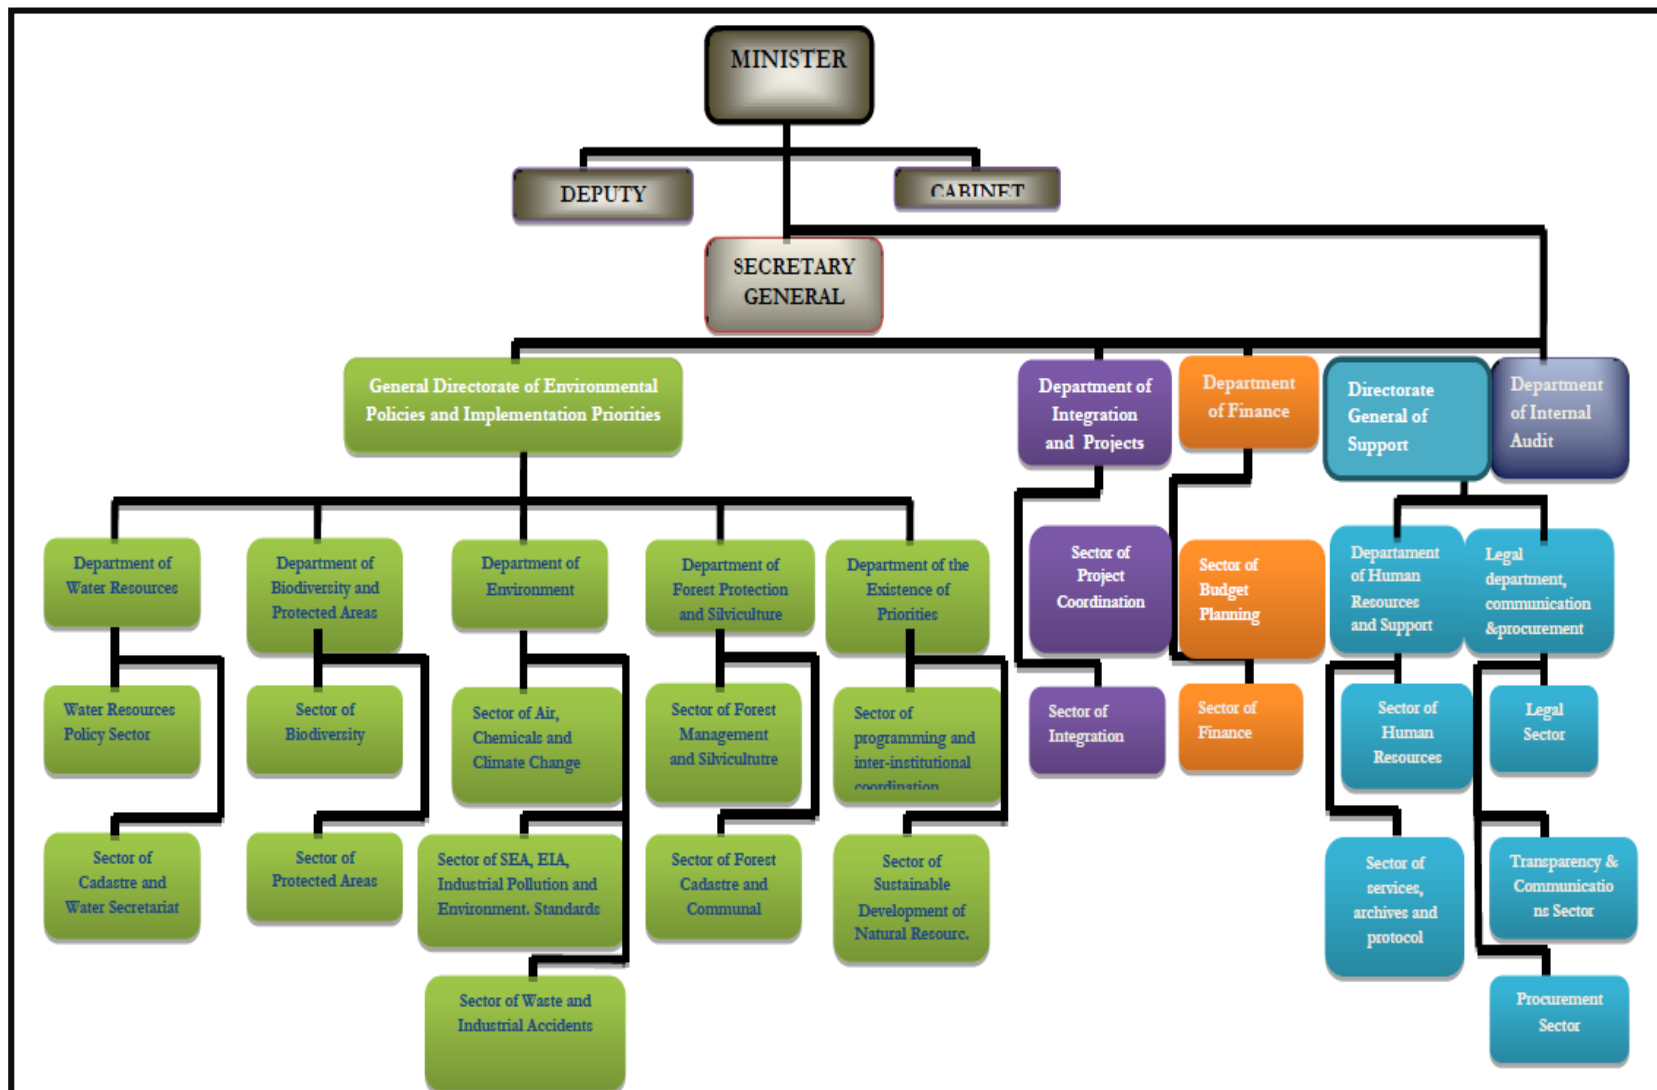 MINISTER
DEPUTY
CABINET
SECRETARY
GENERAL
General Directorate of Environmental
Policies and Implementation Priorities
Department of
Integration
and Projects
Department
of Finance
Directorate
General of
Support
Department
of Internal
Audit
Department of
Water Resources
Department of
Biodiversity and
Protected Areas
Department of
Environment
Department of
Forest Protection
and Silviculture
Department of the
Existence of
Priorities
Sector of
Project
Coordination
Sector of
Budget
Planning
Departament
of Human
Resources
and Support
Legal
department,
communication
&procurement
Water Resources
Policy Sector
Sector of
Biodiversity
Sector of Air,
Chemicals and
Climate Change
Sector of Forest
Management
and Silvicultutre
Sector of
programming and
inter-institutional
coordination
Sector of
Integration
Sector of
Finance
Sector of
Human
Resources
Legal
Sector
Sector of
Cadastre and
Water Secretariat
Sector of
Protected Areas
Sector of SEA, EIA,
Industrial Pollution and
Environment. Standards
Sector of Forest
Cadastre and
Communal
Sector of
Sustainable
Development of
Natural Resourc.
Sector of
services,
archives and
protocol
Transparency &
Communicatio
ns Sector
Sector of Waste and
Industrial Accidents
Procurement
Sector